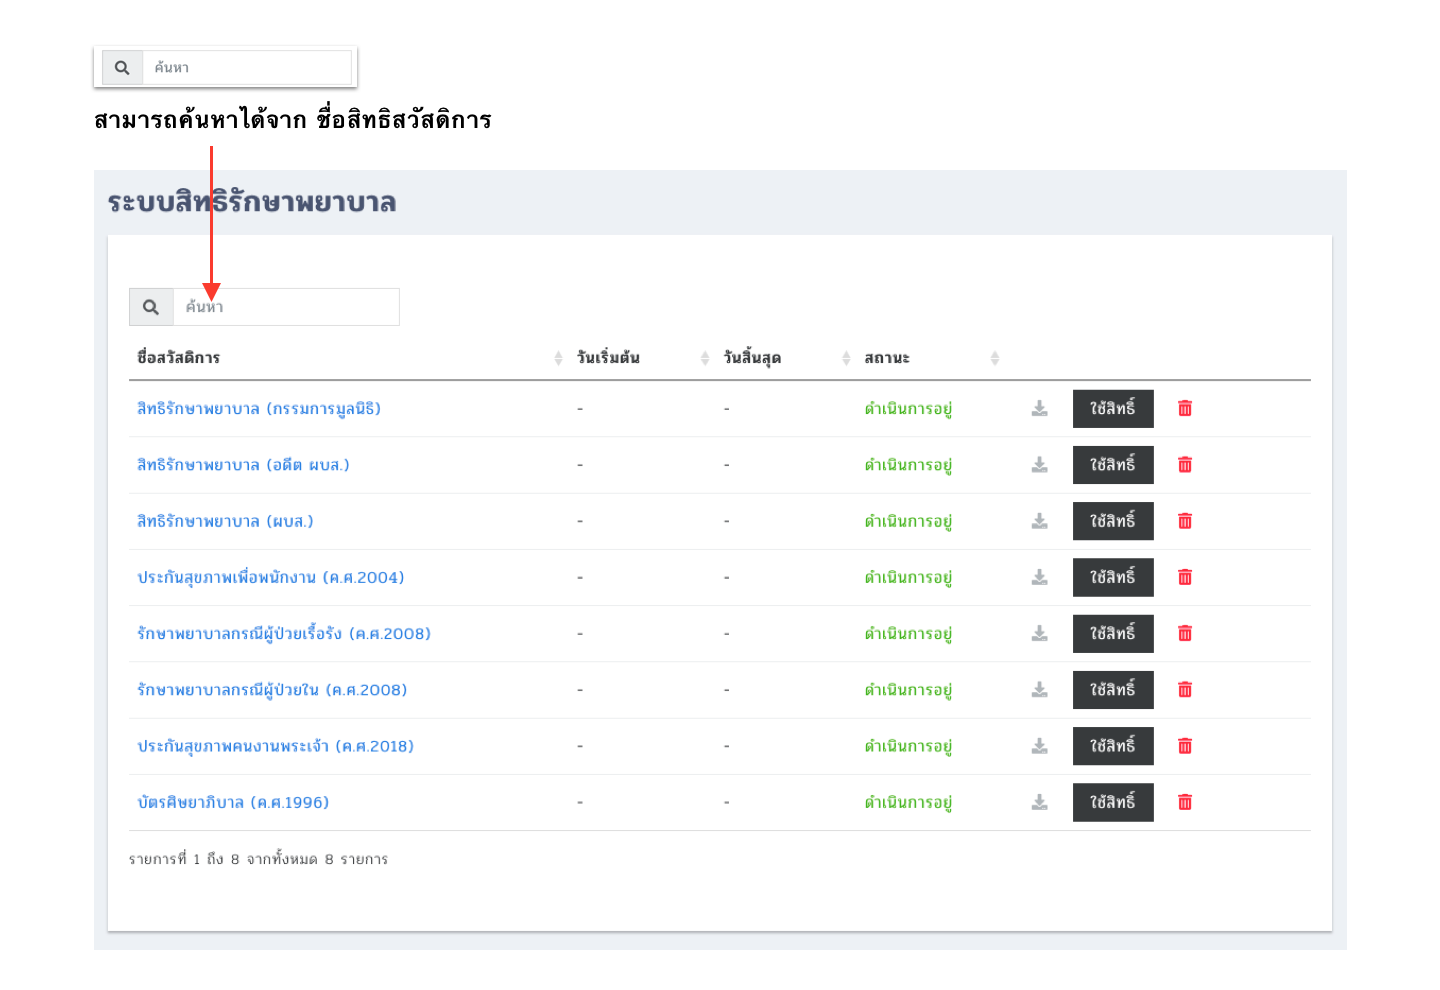 ค้นหา
สามารถค้นหาได้จาก ชื่อสิทธิสวัสดิการ
ระบบสิทธิรักษาพยาบาล
ค้นหา
ชื่อสวัสดิการ วันเริ่มต้น วันสิ้นสุด สถานะ
สิทธิรักษาพยาบาล (กรรมการมูลนิธิ) - - ดำเนินการอยู่ ใช้สิทธิ์
สิทธิรักษาพยาบาล (อดีต ผบส.) - - ดำเนินการอยู่ ใช้สิทธิ์
สิทธิรักษาพยาบาล (ผบส.) - - ดำเนินการอยู่ ใช้สิทธิ์
ประกันสุขภาพเพื่อพนักงาน (ค.ศ.2004) - - ดำเนินการอยู่ ใช้สิทธิ์
รักษาพยาบาลกรณีผู้ป่วยเรื้อรัง (ค.ศ.2008) - - ดำเนินการอยู่ ใช้สิทธิ์
รักษาพยาบาลกรณีผู้ป่วยใน (ค.ศ.2008) - - ดำเนินการอยู่ ใช้สิทธิ์
ประกันสุขภาพคนงานพระเจ้า (ค.ศ.2018) - - ดำเนินการอยู่ ใช้สิทธิ์
บัตรศิษยาภิบาล (ค.ศ.1996) - - ดำเนินการอยู่ ใช้สิทธิ์
รายการที่ 1 ถึง 8 จากทั้งหมด 8 รายการ